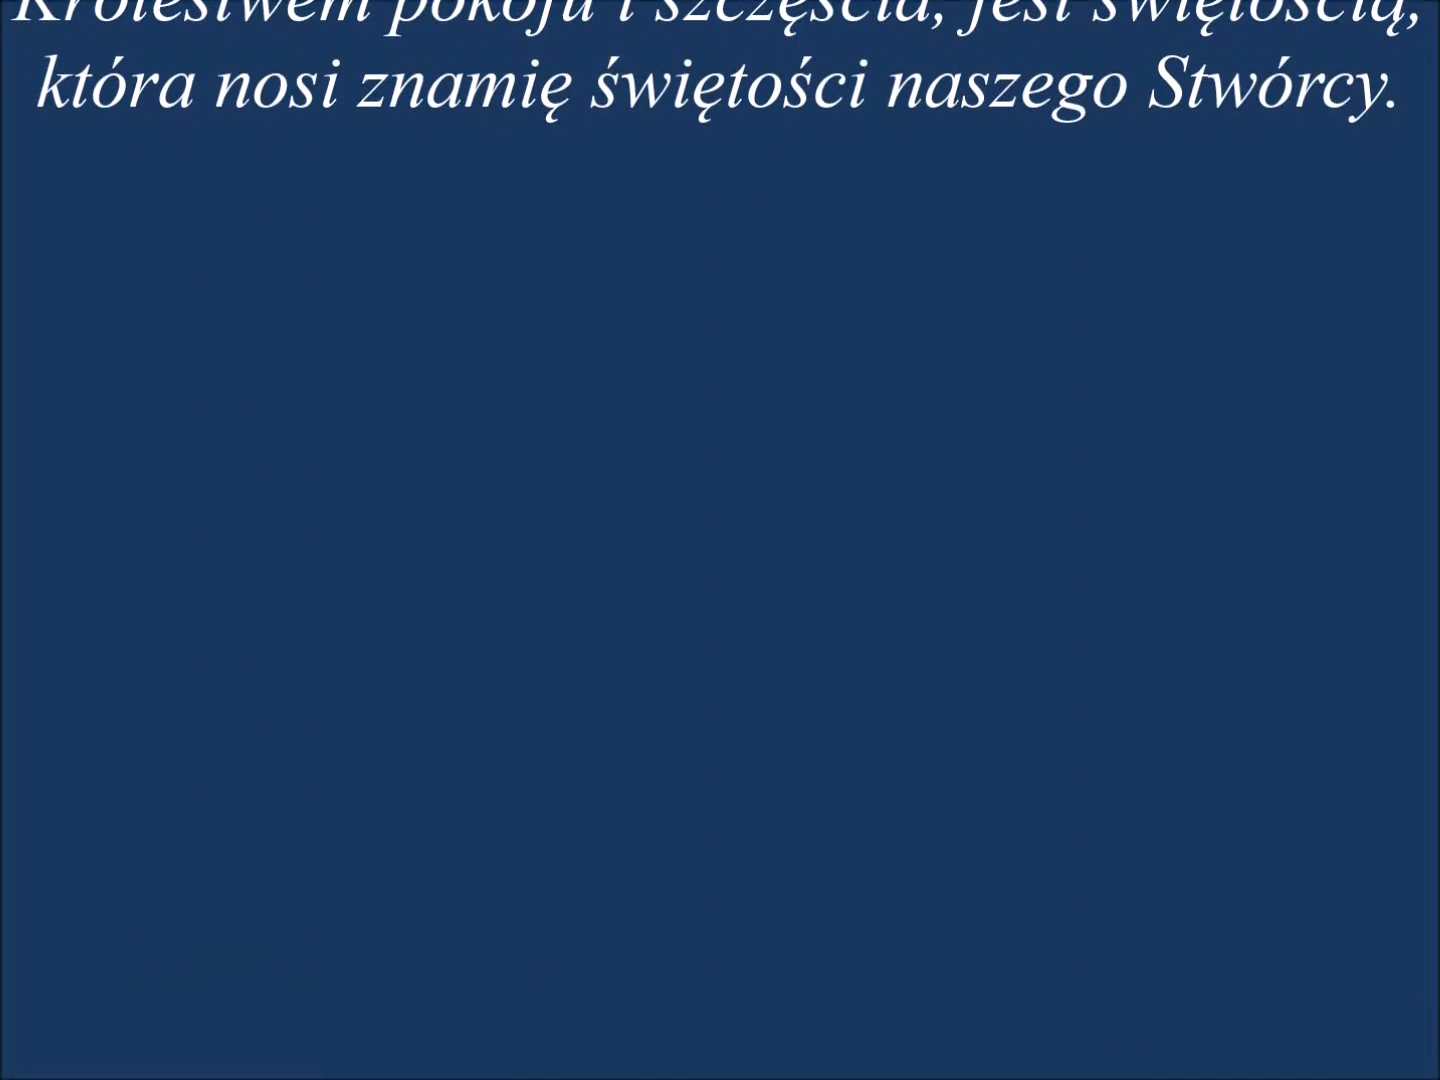 Królestwem pokoju i szczęścia, jest świętością,
która nosi znamię świętości naszego Stwórcy.